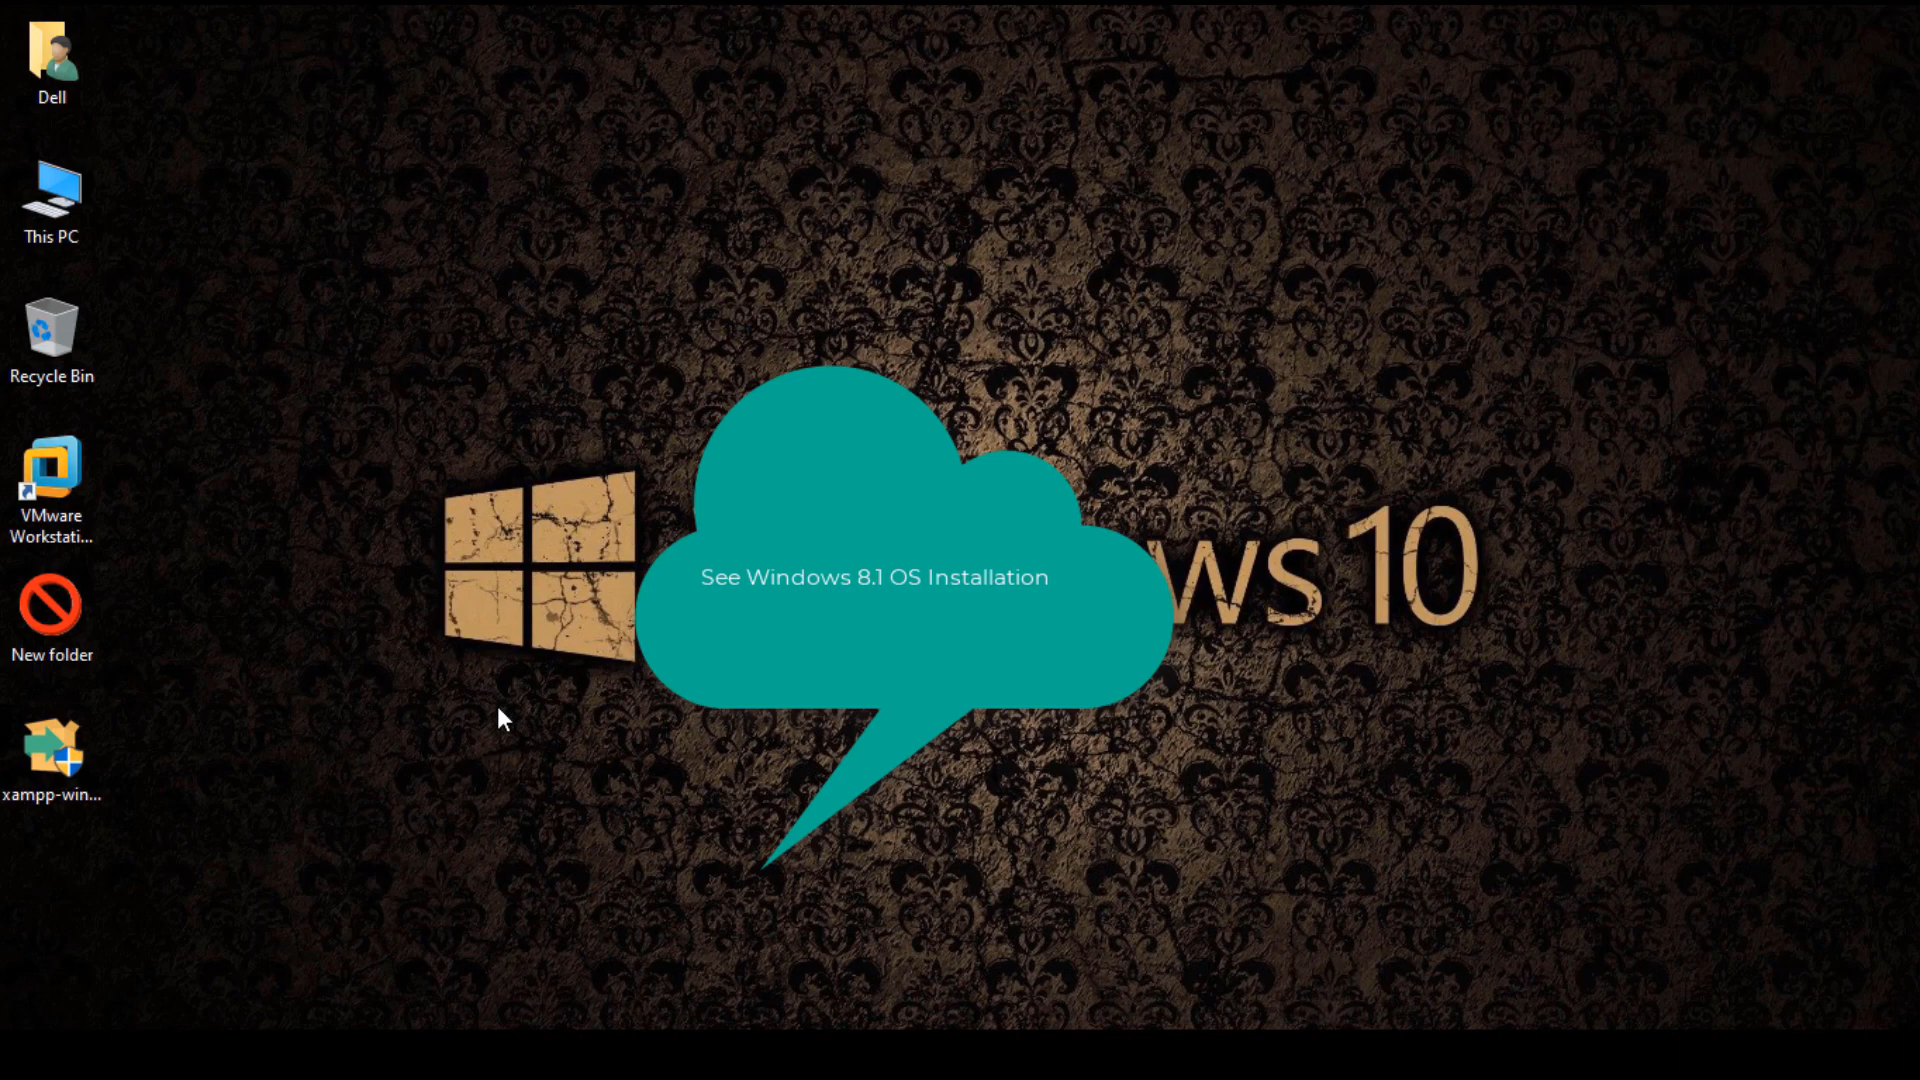 Dell
This PC
Recycle Bin
VMware
Workstati...
New folder
xampp-win...
See Windows 8.1 OS Installation
ws 10